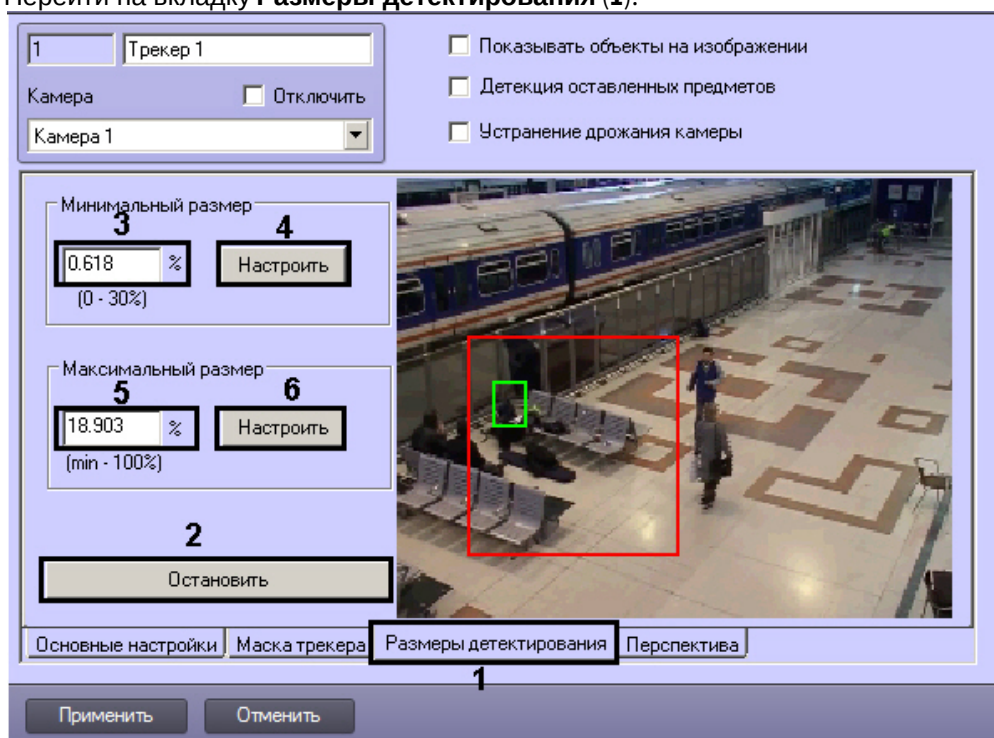 Перейти на вкладку Размеры детектирования (1).
1 Трекер 1
Показывать объекты на изображении
Детекция оставленных предметов
Камера Отключить
Камера 1
Устранение дрожания камеры
Минимальный размер
3 4
0.618 % Настроить
(0 - 30%)
Максимальный размер
5 6
18.903 % Настроить
(min - 100%)
2
Остановить
Основные настройки Маска трекера Размеры детектирования Перспектива
1
Применить Отменить